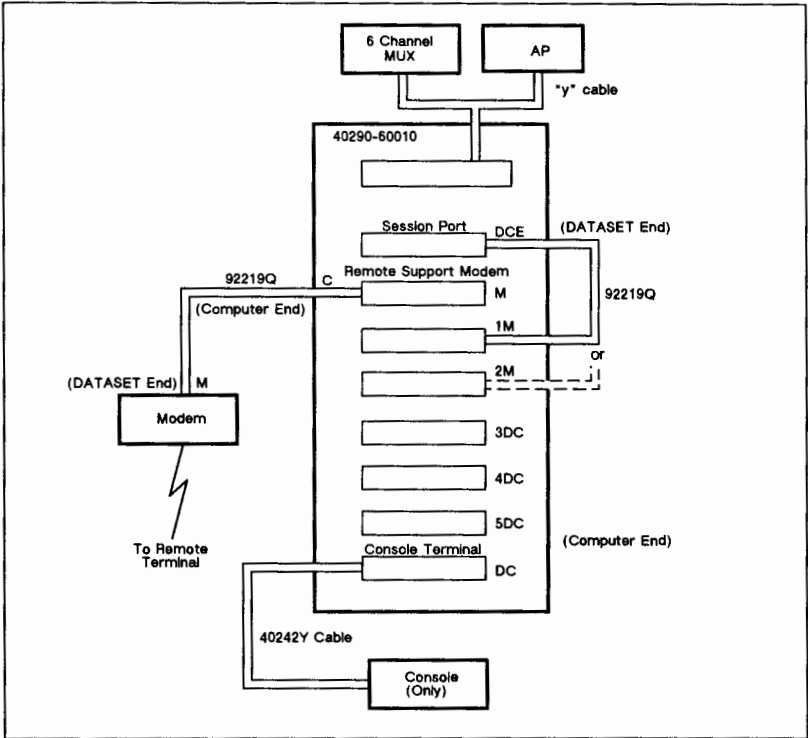 6 Channel
MUX
AP
"y" cable
40290-60010
Session Port
DCE
(DATASET End)
92219Q
C
Remote Support Modem
M
92219Q
(Computer End)
1M
or
2M
(DATASET End)
M
Modem
3DC
4DC
5DC
To Remote
Terminal
(Computer End)
Console Terminal
DC
40242Y Cable
Console
(Only)